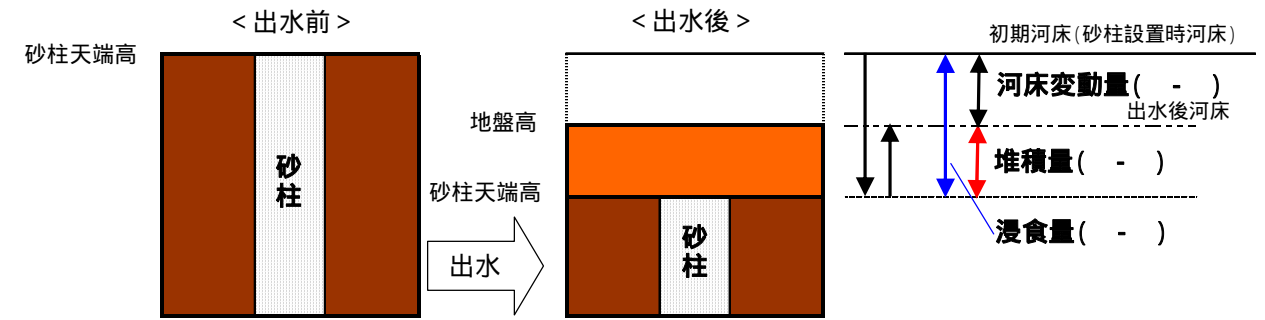 <出水前>
砂柱天端高
砂柱
<出水後>
地盤高
砂柱天端高
砂柱
出水
初期河床(砂柱設置時河床)
河床変動量( - )
出水後河床
堆積量( - )
浸食量( - )